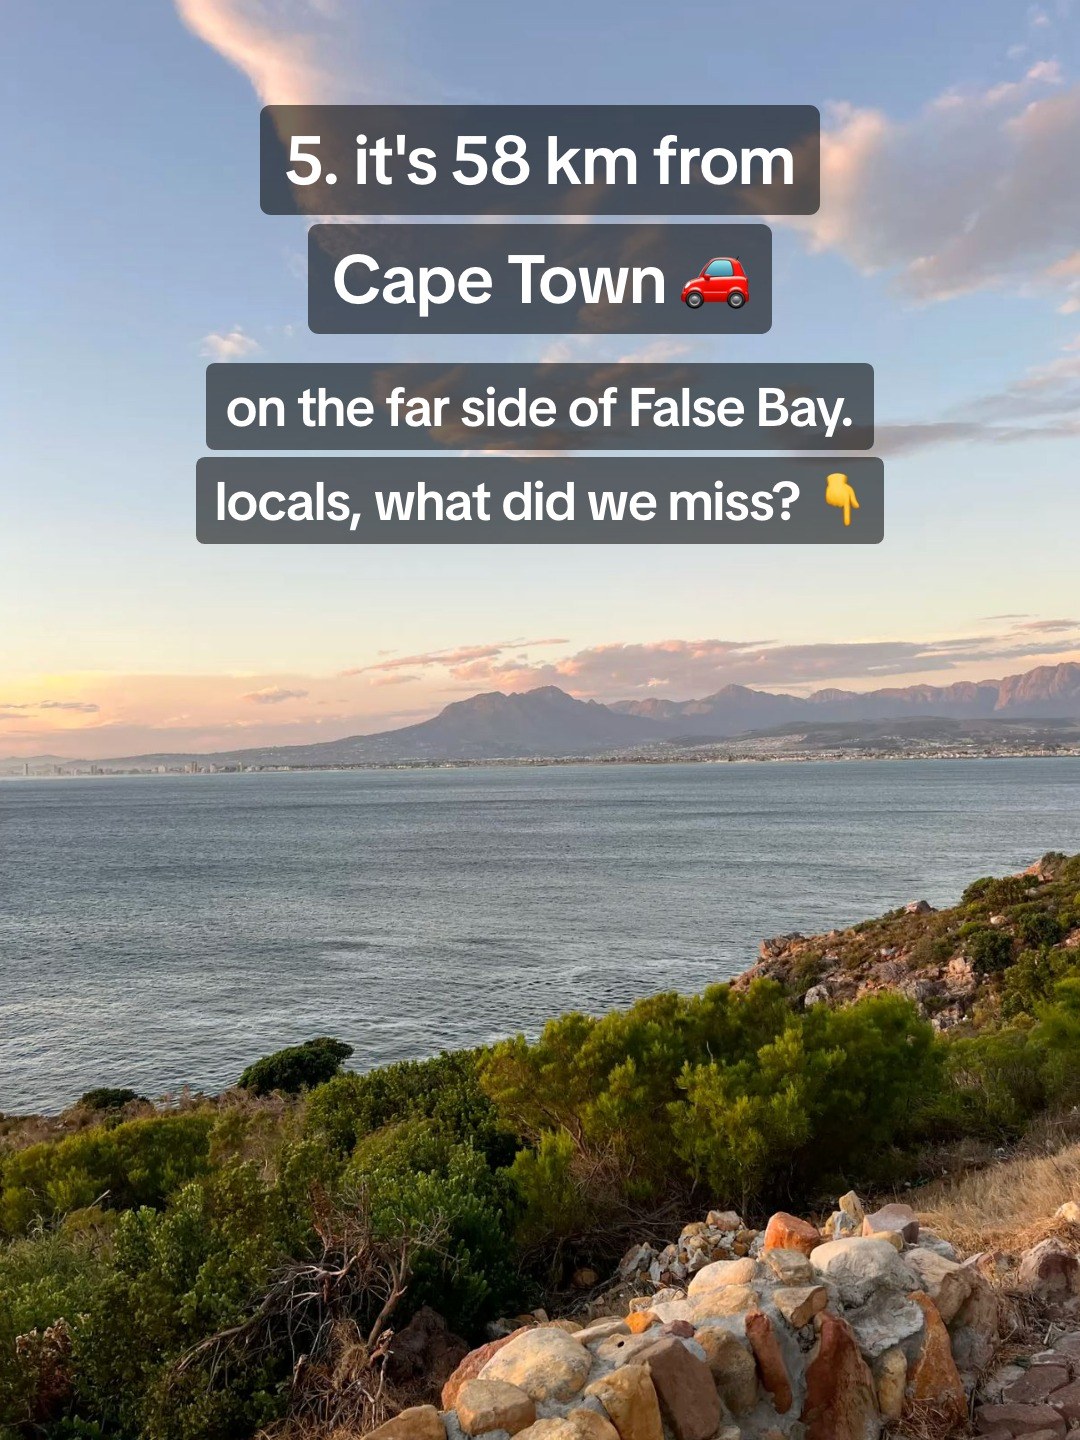 5. it's 58 km from
Cape Town 🚗
on the far side of False Bay.
locals, what did we miss? 👇